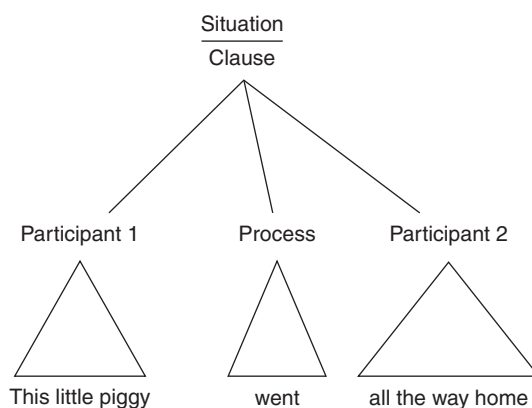 Situation
Clause
Participant 1 Process Participant 2
This little piggy went all the way home